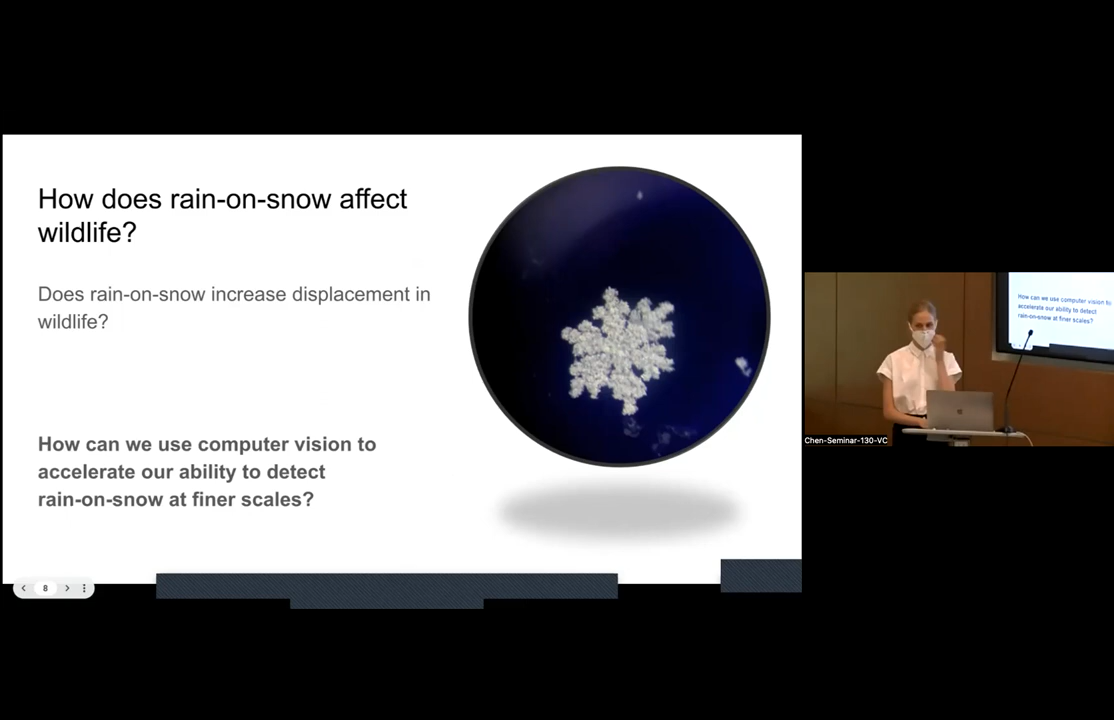 How does rain-on-snow affect
wildlife?
Does rain-on-snow increase displacement in
wildlife?
How can we use computer vision to
accelerate our ability to detect
rain-on-snow at finer scales?
8
How can we use computer vision to
accelerate our ability to detect
rain-on-snow at finer scales?
Chen-Seminar-130-VC